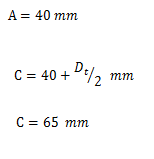 A = 40 mm
C = 40 + Dt/2 mm
C = 65 mm